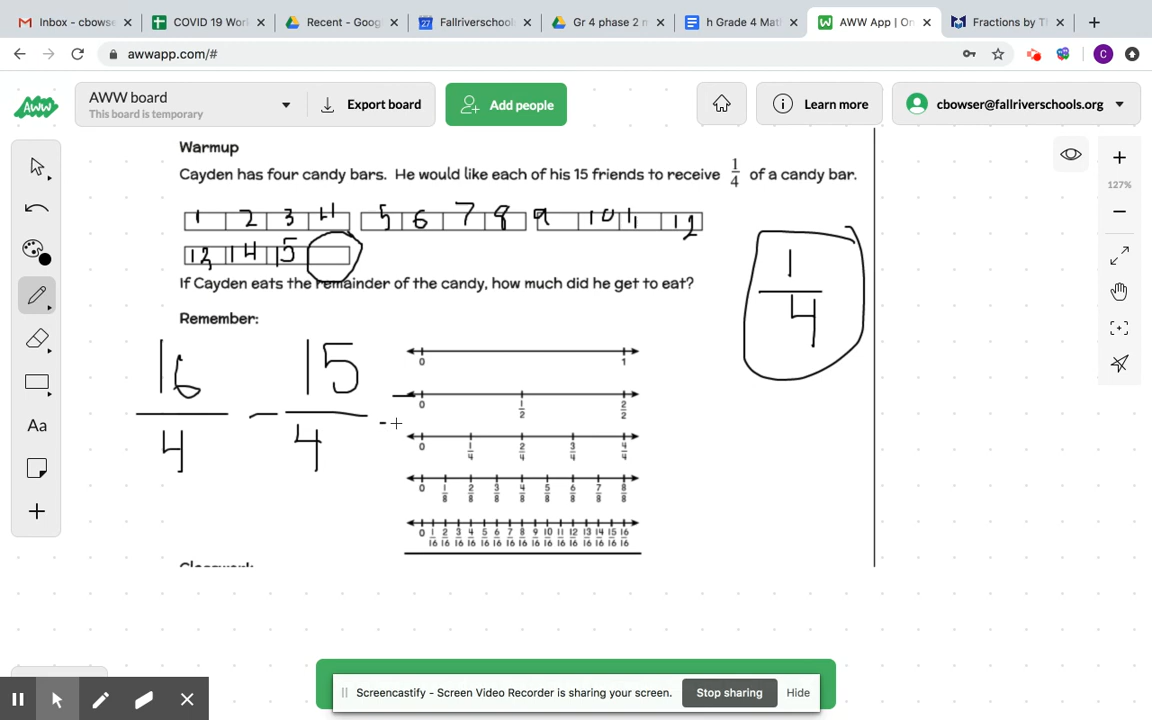 Inbox - cbowse
COVID 19 Wor
Recent - Goog
Fallriverschools
Gr 4 phase 2 m
h Grade 4 Math
AWW App | On
Fractions by Th
awwapp.com/#
C
AWW
AWW board
This board is temporary
Export board
Add people
Learn more
cbowser@fallriverschools.org
Warmup
Cayden has four candy bars. He would like each of his 15 friends to receive 1/4 of a candy bar.
1 2 3 4 5 6 7 8 9 10 11 12
13 14 15
If Cayden eats the remainder of the candy, how much did he get to eat?
1/4
Remember:
16/4 - 15/4
0 1
0 1/2 2/2
0 1/4 2/4 3/4 4/4
0 1/8 2/8 3/8 4/8 5/8 6/8 7/8 8/8
0 1/16 2/16 3/16 4/16 5/16 6/16 7/16 8/16 9/16 10/16 11/16 12/16 13/16 14/16 15/16 16/16
127%
Aa
Screencastify - Screen Video Recorder is sharing your screen.
Stop sharing
Hide